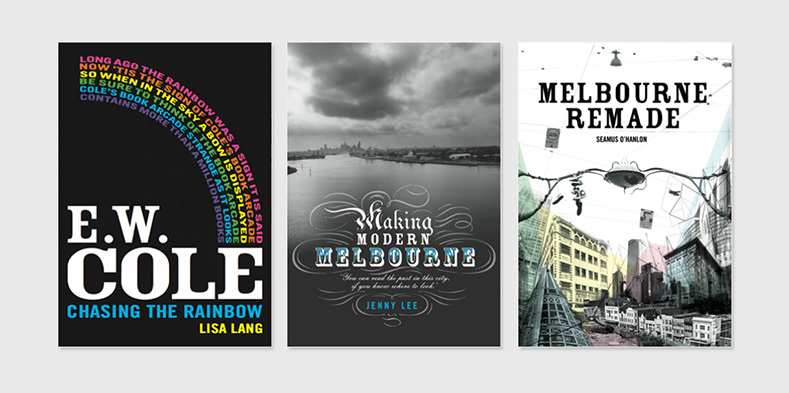 LONG AGO THE RAINBOW WAS A SIGN IT IS SAID
NOW 'TIS THE SIGN OF COLE'S BOOK ARCADE
SO WHEN IN THE SKY A BOW IS DISPLAYED
BE SURE TO THINK OF THE BOOK ARCADE
COLE'S BOOK ARCADE STRANGE AS IT LOOKS
CONTAINS MORE THAN A MILLION BOOKS
E.W.
COLE
CHASING THE RAINBOW
LISA LANG
Making
MODERN
MELBOURNE
"You can read the past in this city,
if you know where to look."
JENNY LEE
MELBOURNE
REMADE
SEAMUS O'HANLON